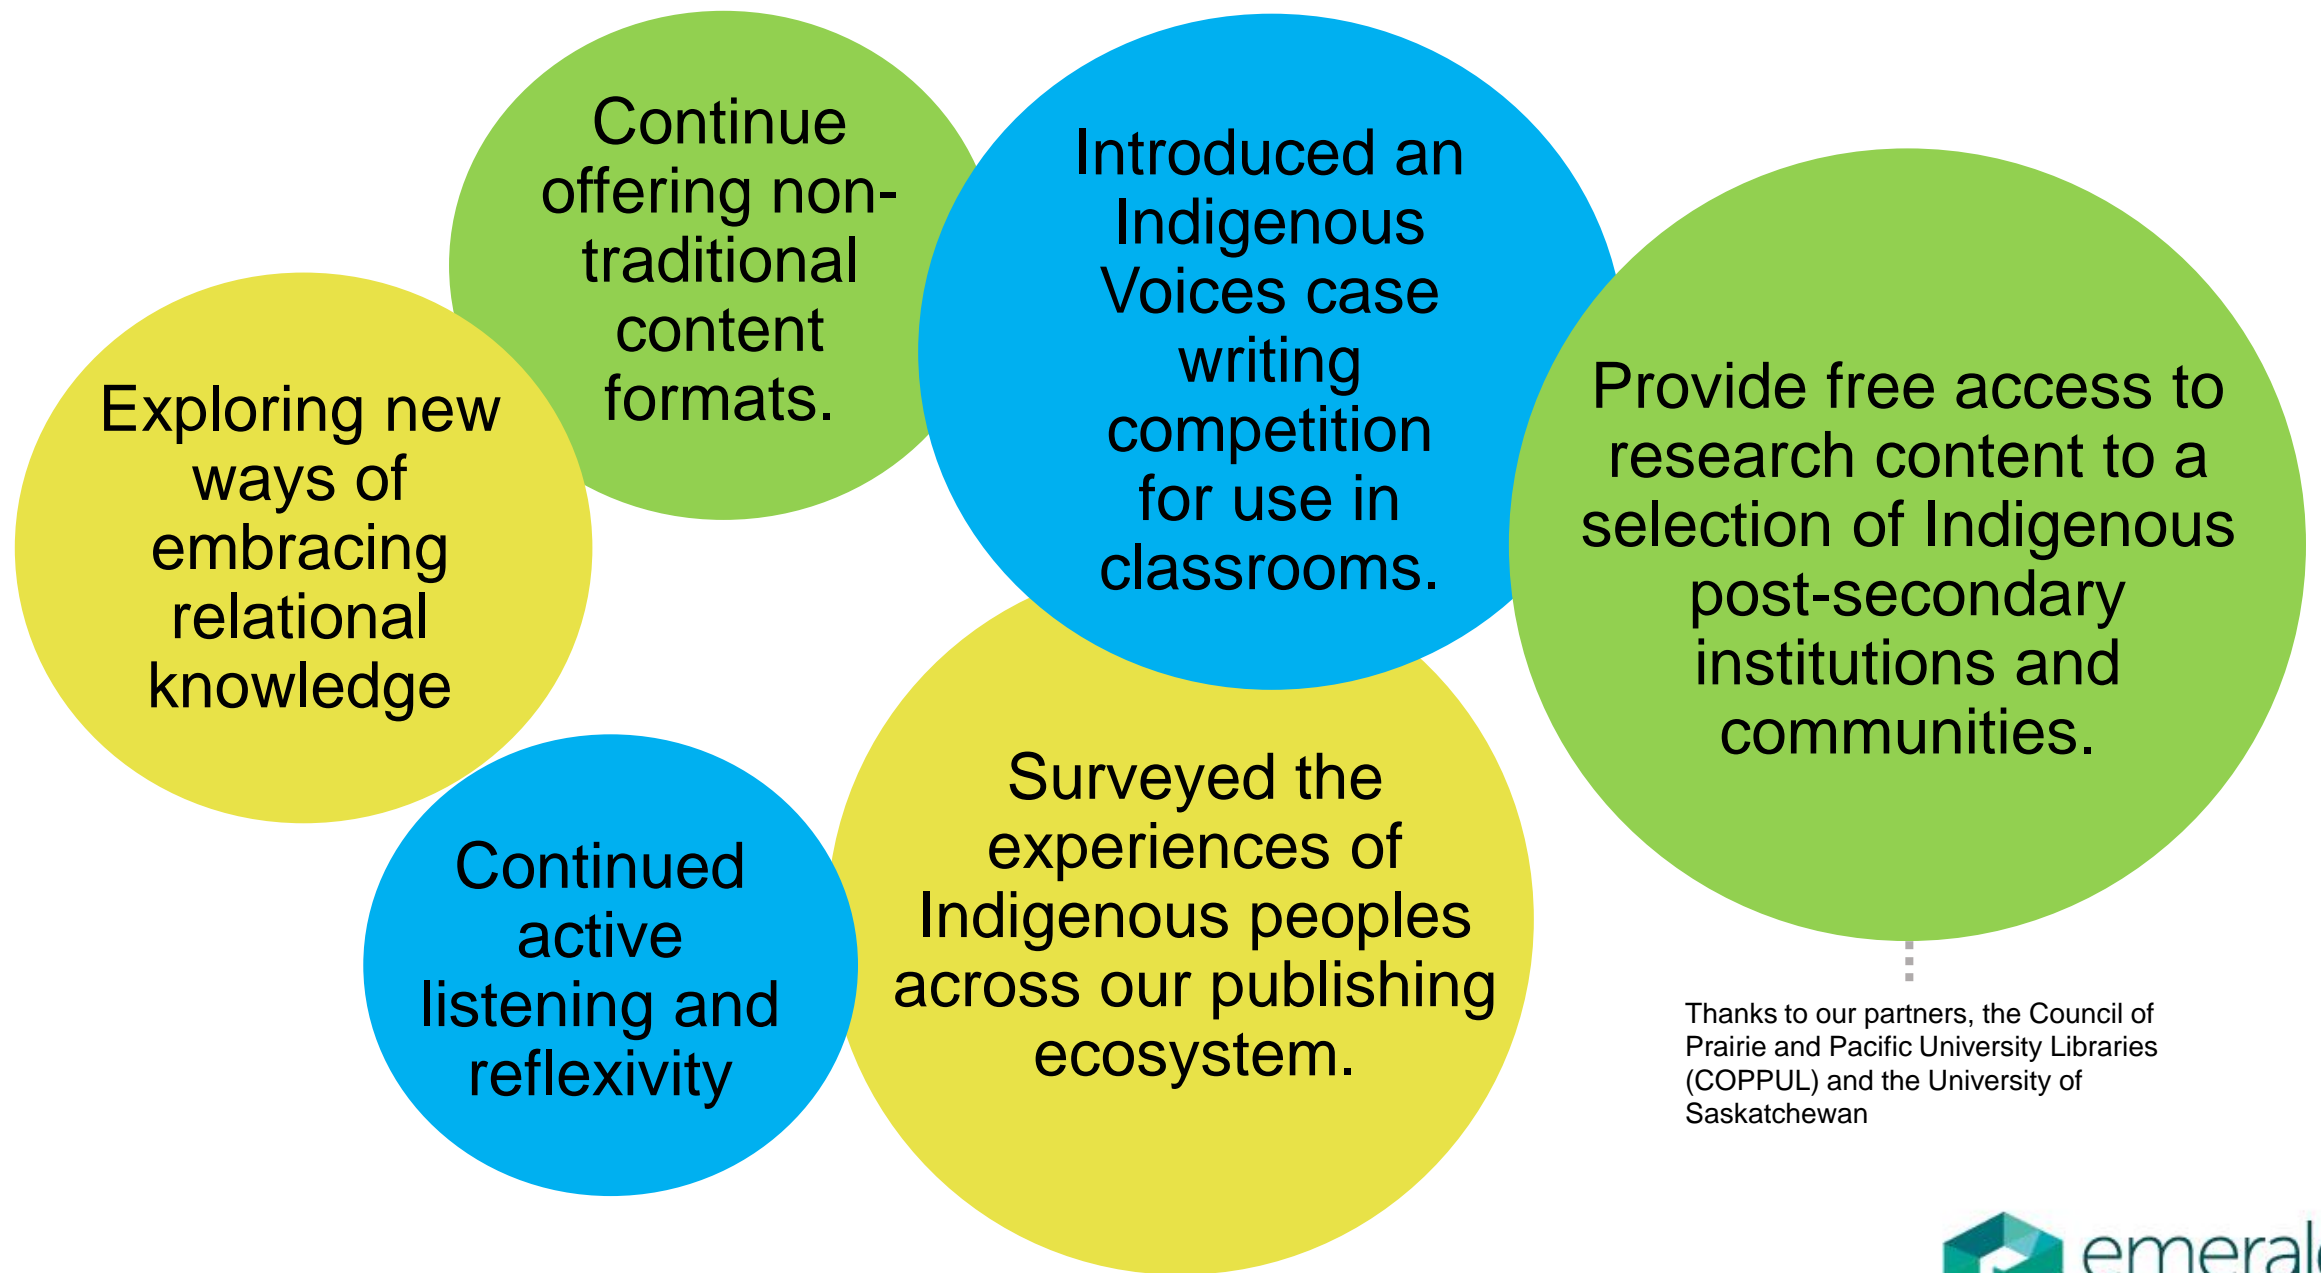 Continue
offering non-
traditional
content
formats.
Introduced an
Indigenous
Voices case
writing
competition
for use in
classrooms.
Exploring new
ways of
embracing
relational
knowledge
Provide free access to
research content to a
selection of Indigenous
post-secondary
institutions and
communities.
Continued
active
listening and
reflexivity
Surveyed the
experiences of
Indigenous peoples
across our publishing
ecosystem.
Thanks to our partners, the Council of
Prairie and Pacific University Libraries
(COPPUL) and the University of
Saskatchewan